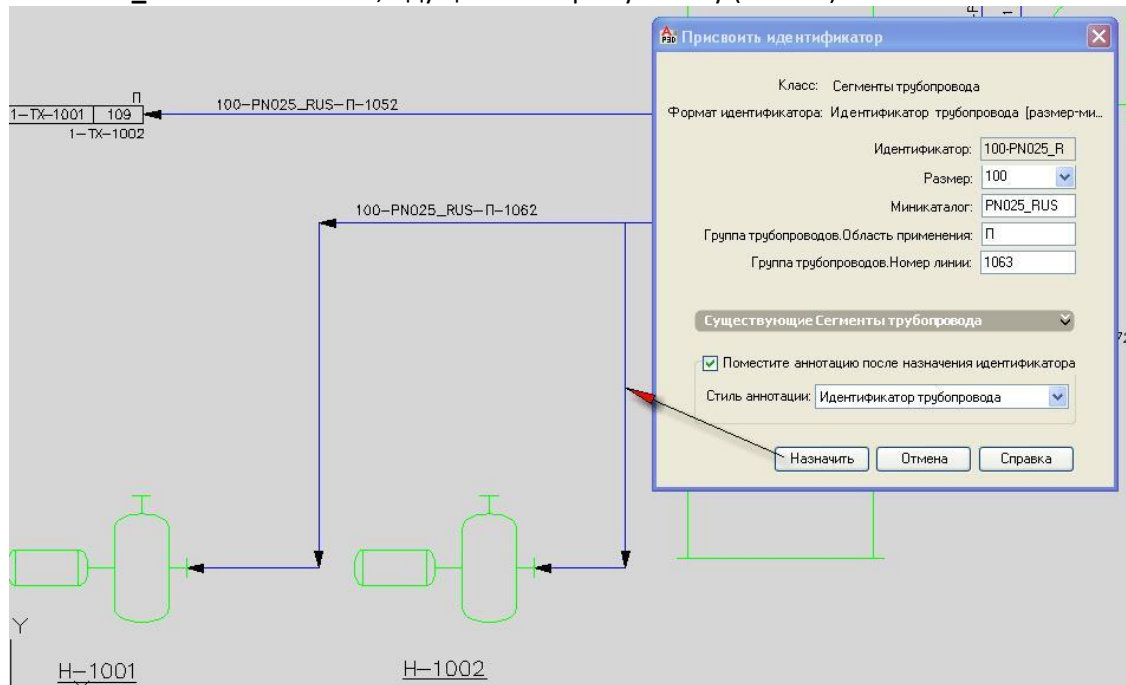 Присвоить идентификатор
Класс: Сегменты трубопровода
Формат идентификатора: Идентификатор трубопровода [размер-ми...
Идентификатор: 100-PN025_R
Размер: 100
Миникаталог: PN025_RUS
Группа трубопроводов.Область применения: П
Группа трубопроводов.Номер линии: 1063
Существующие Сегменты трубопровода
Поместите аннотацию после назначения идентификатора
Стиль аннотации: Идентификатор трубопровода
Назначить Отмена Справка
П
1-TX-1001 109
1-TX-1002
100-PN025_RUS-П-1052
100-PN025_RUS-П-1062
Y
Н-1001
Н-1002